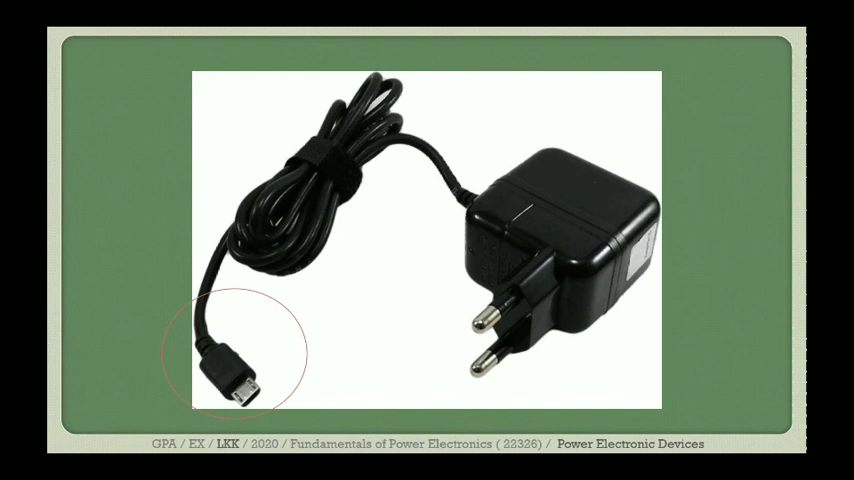 GPA / EX / LKK / 2020 / Fundamentals of Power Electronics ( 22326) / Power Electronic Devices